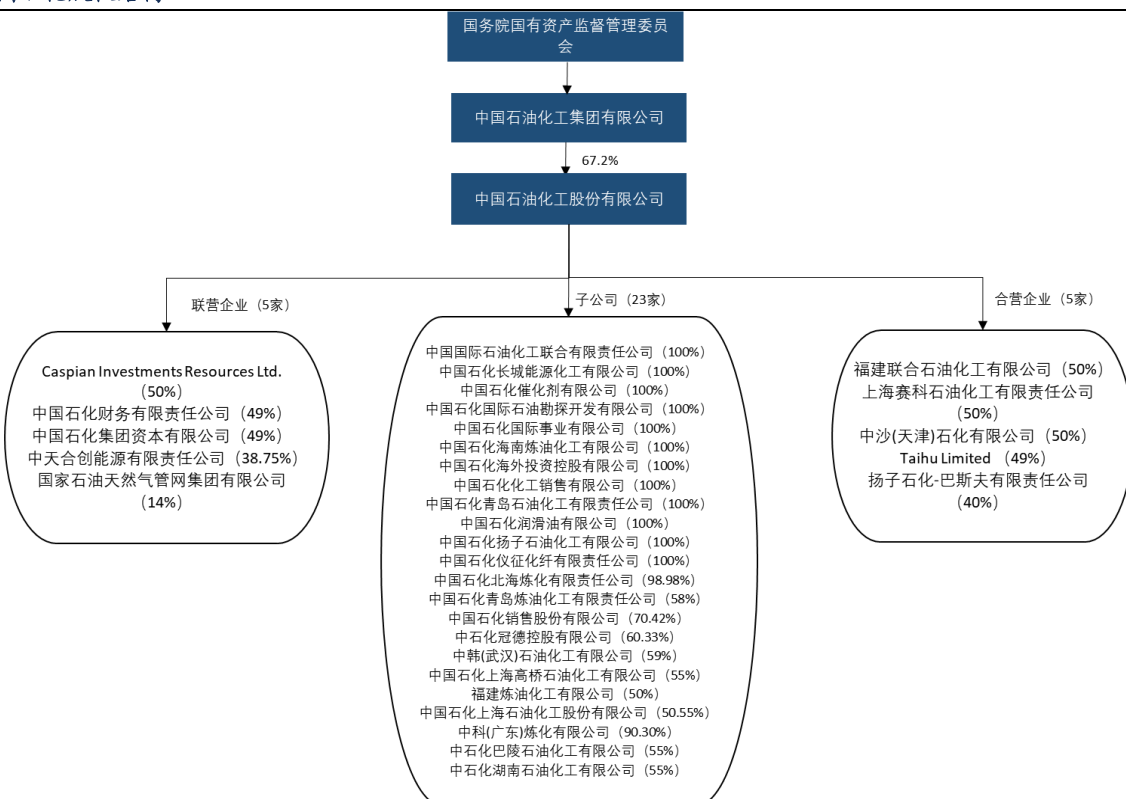 国务院国有资产监督管理委员
会
中国石油化工集团有限公司
67.2%
中国石油化工股份有限公司
联营企业（5家）
子公司（23家）
合营企业（5家）
Caspian Investments Resources Ltd.
（50%）
中国石化财务有限责任公司（49%）
中国石化集团资本有限公司（49%）
中天合创能源有限责任公司（38.75%）
国家石油天然气管网集团有限公司
（14%）
中国国际石油化工联合有限责任公司（100%）
中国石化长城能源化工有限公司（100%）
中国石化催化剂有限公司（100%）
中国石化国际石油勘探开发有限公司（100%）
中国石化国际事业有限公司（100%）
中国石化海南炼油化工有限公司（100%）
中国石化海外投资控股有限公司（100%）
中国石化化工销售有限公司（100%）
中国石化青岛石油化工有限责任公司（100%）
中国石化润滑油有限公司（100%）
中国石化扬子石油化工有限公司（100%）
中国石化仪征化纤有限责任公司（100%）
中国石化北海炼化有限责任公司（98.98%）
中国石化青岛炼油化工有限责任公司（58%）
中国石化销售股份有限公司（70.42%）
中石化冠德控股有限公司（60.33%）
中韩(武汉)石油化工有限公司（59%）
中国石化上海高桥石油化工有限公司（55%）
福建炼油化工有限公司（50%）
中国石化上海石油化工股份有限公司（50.55%）
中科(广东)炼化有限公司（90.30%）
中石化巴陵石油化工有限公司（55%）
中石化湖南石油化工有限公司（55%）
福建联合石油化工有限公司（50%）
上海赛科石油化工有限责任公司
（50%）
中沙(天津)石化有限公司（50%）
Taihu Limited （49%）
扬子石化-巴斯夫有限责任公司
（40%）